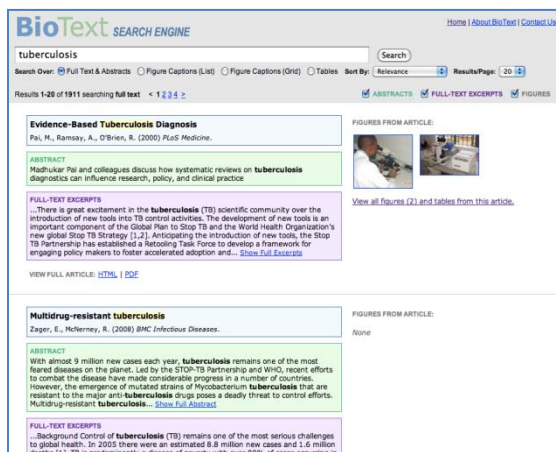 BioText SEARCH ENGINE
Home | About BioText | Contact Us
tuberculosis Search
Search Over: Full Text & Abstracts Figure Captions (List) Figure Captions (Grid) Tables Sort By: Relevance Results/Page: 20
Results 1-20 of 1911 searching full text < 1 2 3 4 >
ABSTRACTS FULL-TEXT EXCERPTS FIGURES
Evidence-Based Tuberculosis Diagnosis
Pai, M., Ramsay, A., O'Brien, R. (2000) PLoS Medicine.
FIGURES FROM ARTICLE:
ABSTRACT
Madhukar Pai and colleagues discuss how systematic reviews on tuberculosis
diagnostics can influence research, policy, and clinical practice
View all figures (2) and tables from this article.
FULL-TEXT EXCERPTS
...There is great excitement in the tuberculosis (TB) scientific community over the
introduction of new tools into TB control activities. The development of new tools is an
important component of the Global Plan to Stop TB and the World Health Organization's
new global Stop TB Strategy [1,2]. Anticipating the introduction of new tools, the Stop
TB Partnership has established a Retooling Task Force to develop a framework for
engaging policy makers to foster accelerated adoption and... Show Full Excerpts
VIEW FULL ARTICLE: HTML | PDF
Multidrug-resistant tuberculosis
Zager, E., McNerney, R. (2008) BMC Infectious Diseases.
FIGURES FROM ARTICLE:
None
ABSTRACT
With almost 9 million new cases each year, tuberculosis remains one of the most
feared diseases on the planet. Led by the STOP-TB Partnership and WHO, recent efforts
to combat the disease have made considerable progress in a number of countries.
However, the emergence of mutated strains of Mycobacterium tuberculosis that are
resistant to the major anti-tuberculosis drugs poses a deadly threat to control efforts.
Multidrug-resistant tuberculosis... Show Full Abstract
FULL-TEXT EXCERPTS
...Background Control of tuberculosis (TB) remains one of the most serious challenges
to global health. In 2005 there were an estimated 8.8 million new cases and 1.6 million